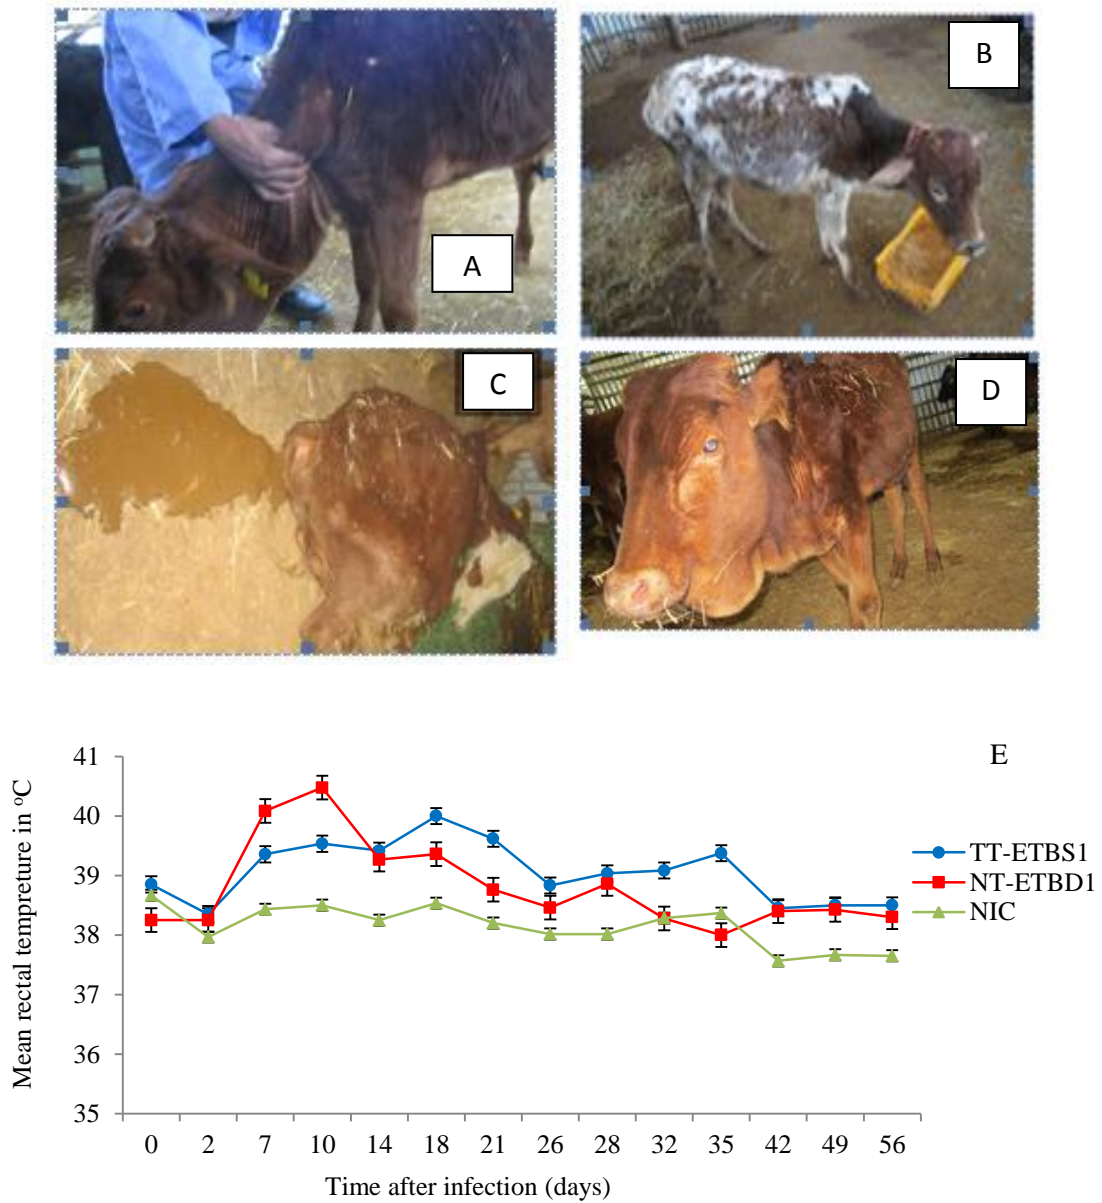 A
B
C
D
E
Mean rectal tempreture in °C
41
40
39
38
37
36
35
0 2 7 10 14 18 21 26 28 32 35 42 49 56
Time after infection (days)
TT-ETBS1
NT-ETBD1
NIC